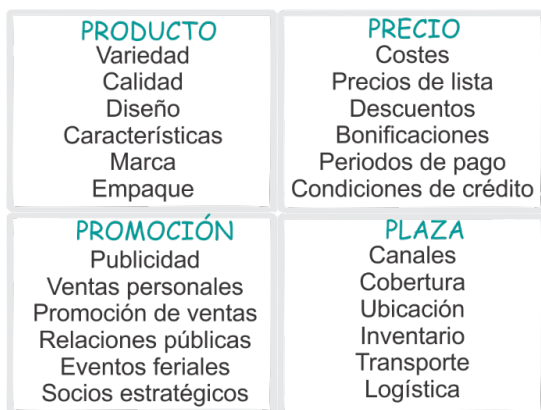 PRODUCTO
Variedad
Calidad
Diseño
Características
Marca
Empaque
PRECIO
Costes
Precios de lista
Descuentos
Bonificaciones
Periodos de pago
Condiciones de crédito
PROMOCIÓN
Publicidad
Ventas personales
Promoción de ventas
Relaciones públicas
Eventos feriales
Socios estratégicos
PLAZA
Canales
Cobertura
Ubicación
Inventario
Transporte
Logística